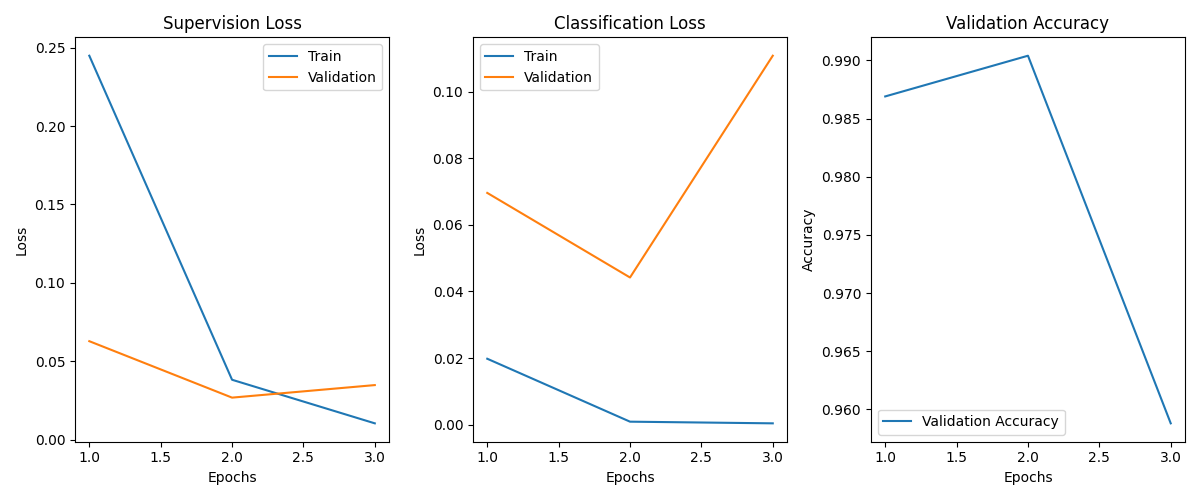 Supervision Loss
Train
Validation
0.25
0.20
0.15
0.10
0.05
0.00
Loss
1.0 1.5 2.0 2.5 3.0
Epochs
Classification Loss
Train
Validation
0.10
0.08
0.06
0.04
0.02
0.00
Loss
1.0 1.5 2.0 2.5 3.0
Epochs
Validation Accuracy
0.990
0.985
0.980
0.975
0.970
0.965
0.960
Accuracy
Validation Accuracy
1.0 1.5 2.0 2.5 3.0
Epochs